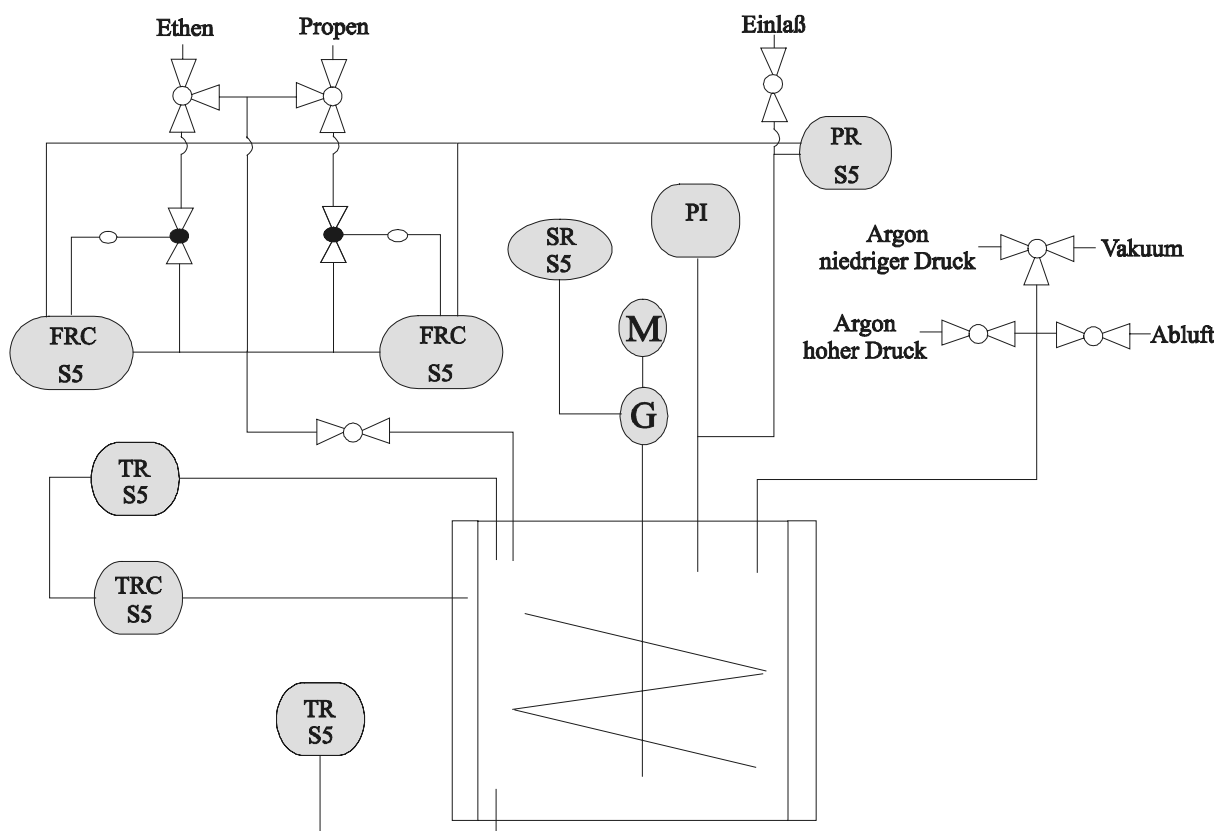 Ethen
Propen
Einlaß
PR
S5
PI
SR
S5
Argon
niedriger Druck
Vakuum
M
Argon
hoher Druck
Abluft
FRC
S5
FRC
S5
G
TR
S5
TRC
S5
TR
S5